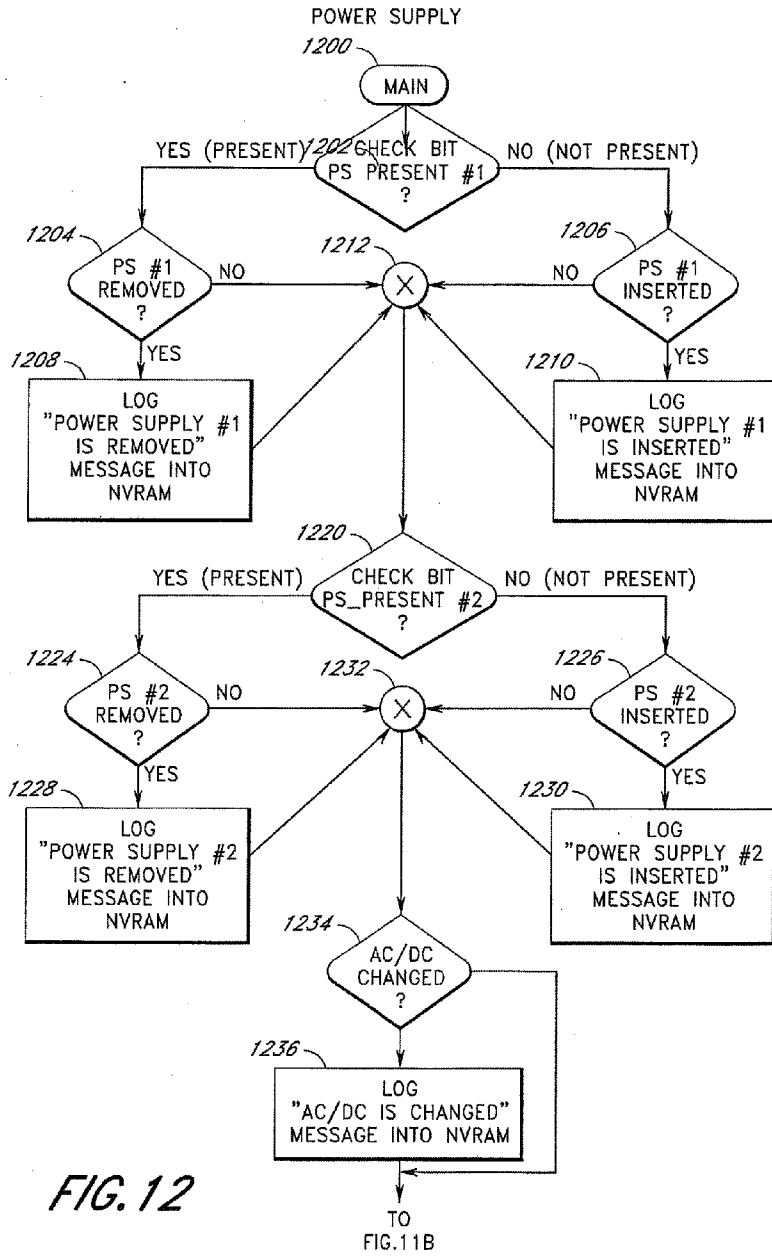 POWER SUPPLY
1200
MAIN
YES (PRESENT)
1202
CHECK BIT
PS PRESENT #1
?
NO (NOT PRESENT)
1204
PS #1
REMOVED
?
NO
YES
1212
X
1206
PS #1
INSERTED
?
NO
YES
1208
LOG
"POWER SUPPLY #1
IS REMOVED"
MESSAGE INTO
NVRAM
1210
LOG
"POWER SUPPLY #1
IS INSERTED"
MESSAGE INTO
NVRAM
1220
YES (PRESENT)
CHECK BIT
PS_PRESENT #2
?
NO (NOT PRESENT)
1224
PS #2
REMOVED
?
NO
YES
1232
X
1226
PS #2
INSERTED
?
NO
YES
1228
LOG
"POWER SUPPLY #2
IS REMOVED"
MESSAGE INTO
NVRAM
1230
LOG
"POWER SUPPLY #2
IS INSERTED"
MESSAGE INTO
NVRAM
1234
AC/DC
CHANGED
?
1236
LOG
"AC/DC IS CHANGED"
MESSAGE INTO NVRAM
FIG. 12
TO
FIG.11B